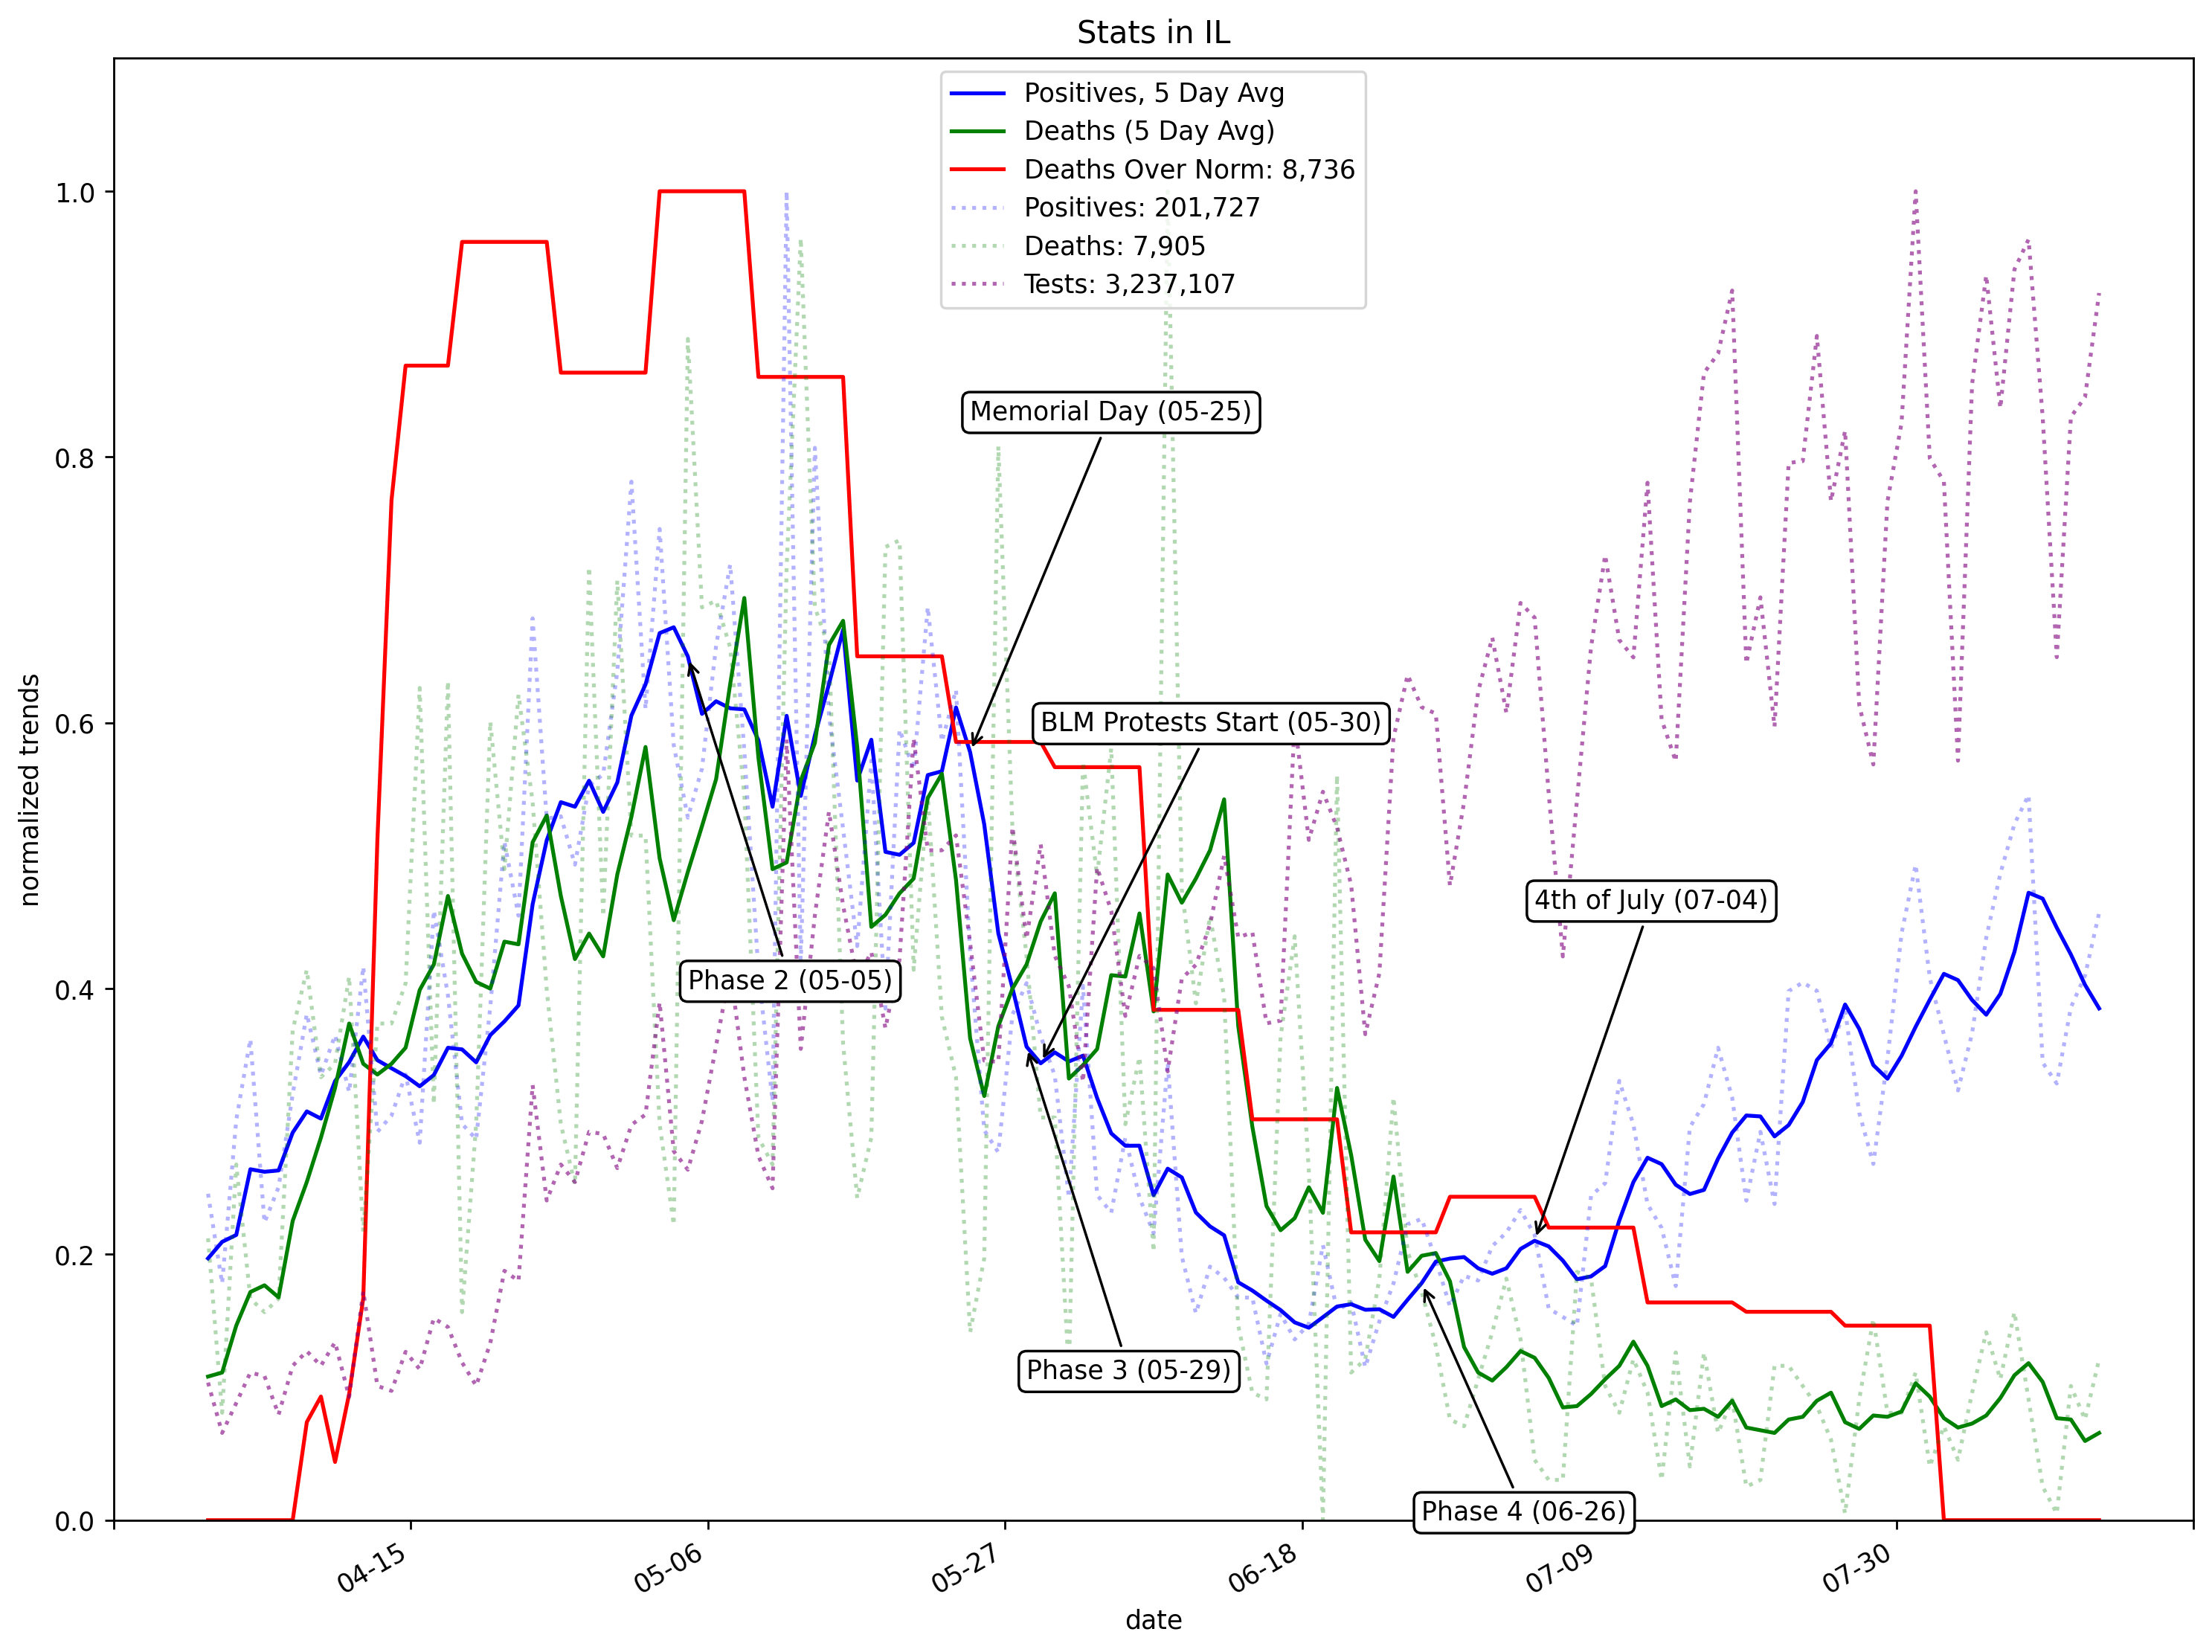 Stats in IL
Positives, 5 Day Avg
Deaths (5 Day Avg)
Deaths Over Norm: 8,736
Positives: 201,727
Deaths: 7,905
Tests: 3,237,107
1.0
0.8
0.6
0.4
0.2
0.0
normalized trends
Memorial Day (05-25)
BLM Protests Start (05-30)
4th of July (07-04)
Phase 2 (05-05)
Phase 3 (05-29)
Phase 4 (06-26)
04-15
05-06
05-27
06-18
07-09
07-30
date